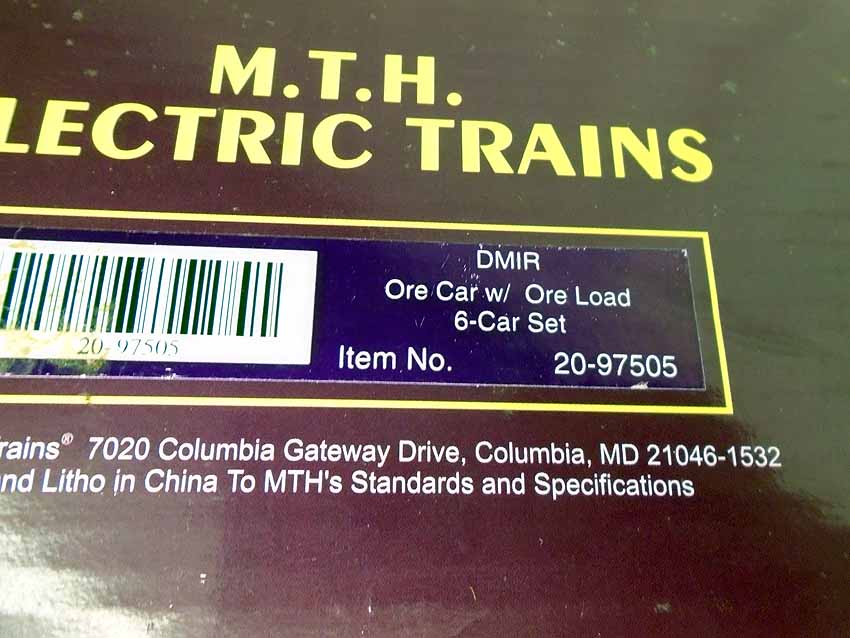 M.T.H.
LECTRIC TRAINS
DMIR
Ore Car w/ Ore Load
6-Car Set
20-97505
Item No. 20-97505
rains® 7020 Columbia Gateway Drive, Columbia, MD 21046-1532
nd Litho in China To MTH's Standards and Specifications